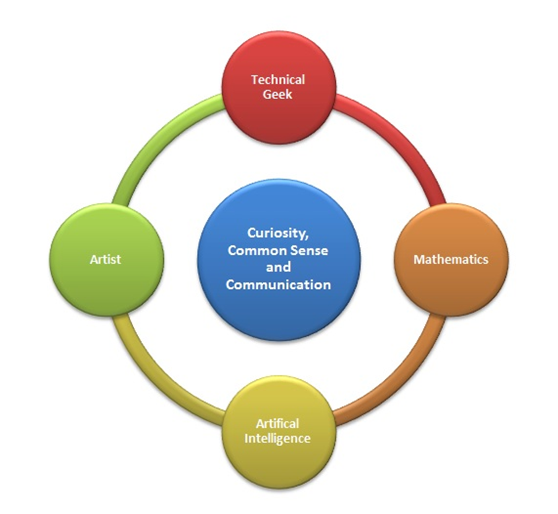 Technical
Geek
Curiosity,
Common Sense
and
Communication
Artist
Mathematics
Artifical
Intelligence